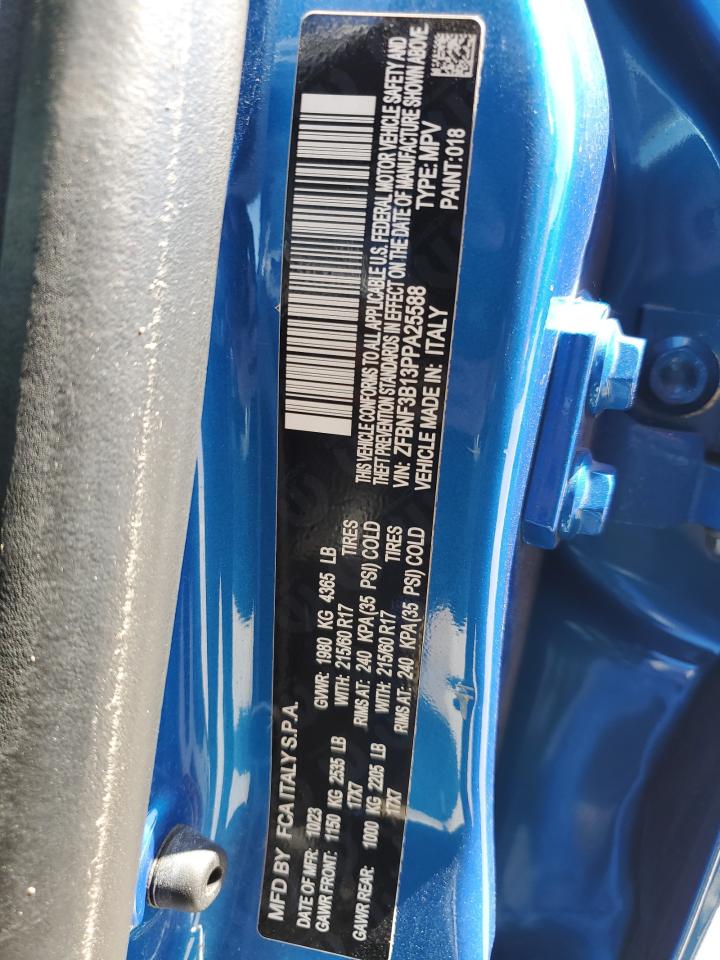 MFD BY FCA ITALY S.P.A.
DATE OF MFR: 10/23 GVWR: 1980 KG 4365 LB
GAWR FRONT: 1150 KG 2535 LB WITH: 215/60 R17 TIRES
17X7 RIMS AT: 240 KPA(35 PSI) COLD
GAWR REAR: 1000 KG 2205 LB WITH: 215/60 R17 TIRES
17X7 RIMS AT: 240 KPA(35 PSI) COLD
THIS VEHICLE CONFORMS TO ALL APPLICABLE U.S. FEDERAL MOTOR VEHICLE SAFETY AND
THEFT PREVENTION STANDARDS IN EFFECT ON THE DATE OF MANUFACTURE SHOWN ABOVE
VIN: ZFBNF3B13PPA25588 TYPE: MPV
VEHICLE MADE IN: ITALY PAINT: 018